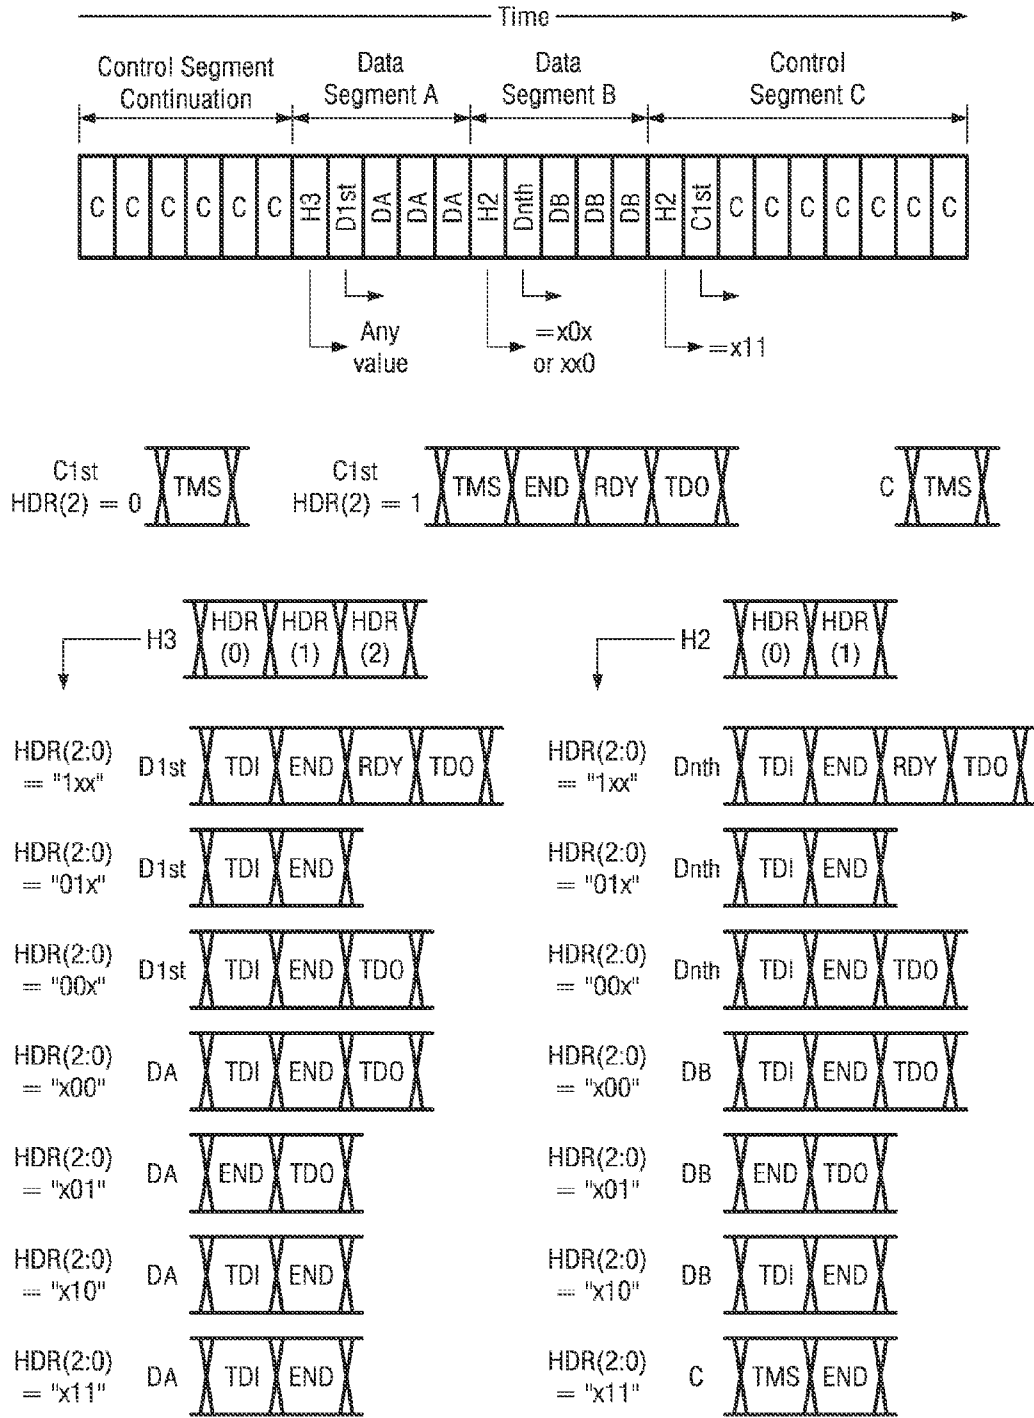 Time
Control Segment
Continuation
Data
Segment A
Data
Segment B
Control
Segment C
C C C C C C H3 D1st DA DA DA H2 Dnth DB DB DB H2 C1st C C C C C C C
Any
value
=x0x
or xx0
=x11
C1st
HDR(2) = 0
TMS
C1st
HDR(2) = 1
TMS END RDY TDO
C TMS
H3 HDR (0) HDR (1) HDR (2)
H2 HDR (0) HDR (1)
HDR(2:0)
= "1xx"
D1st TDI END RDY TDO
HDR(2:0)
= "1xx"
Dnth TDI END RDY TDO
HDR(2:0)
= "01x"
D1st TDI END
HDR(2:0)
= "01x"
Dnth TDI END
HDR(2:0)
= "00x"
D1st TDI END TDO
HDR(2:0)
= "00x"
Dnth TDI END TDO
HDR(2:0)
= "x00"
DA TDI END TDO
HDR(2:0)
= "x00"
DB TDI END TDO
HDR(2:0)
= "x01"
DA END TDO
HDR(2:0)
= "x01"
DB END TDO
HDR(2:0)
= "x10"
DA TDI END
HDR(2:0)
= "x10"
DB TDI END
HDR(2:0)
= "x11"
DA TDI END
HDR(2:0)
= "x11"
C TMS END